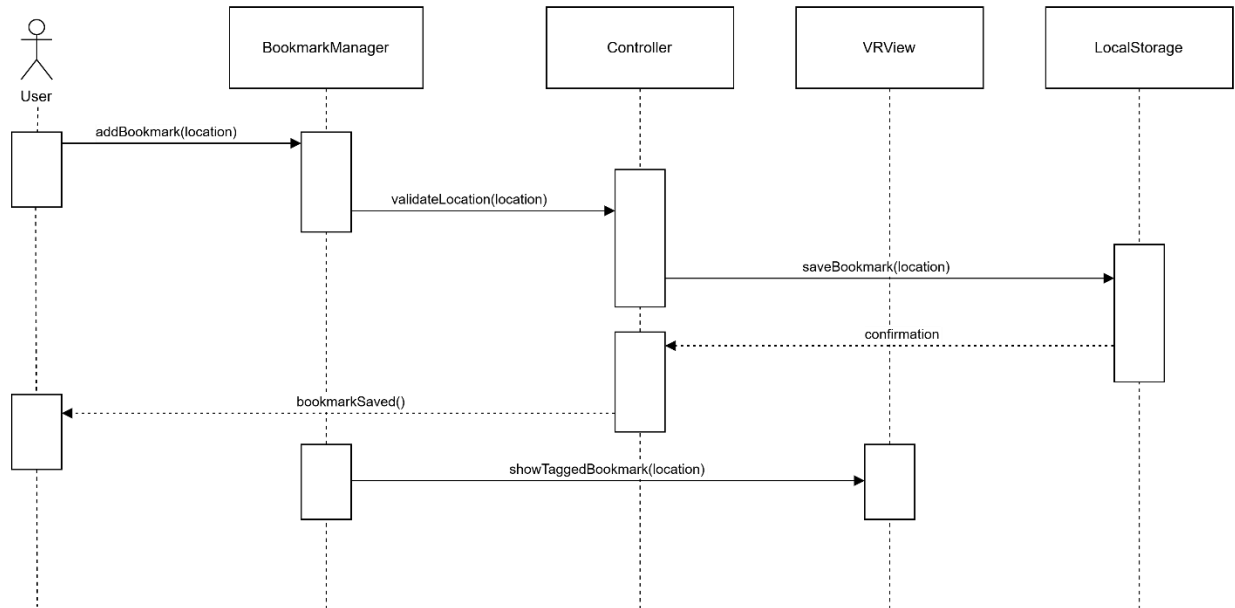 User
BookmarkManager
Controller
VRView
LocalStorage
addBookmark(location)
validateLocation(location)
saveBookmark(location)
confirmation
bookmarkSaved()
showTaggedBookmark(location)